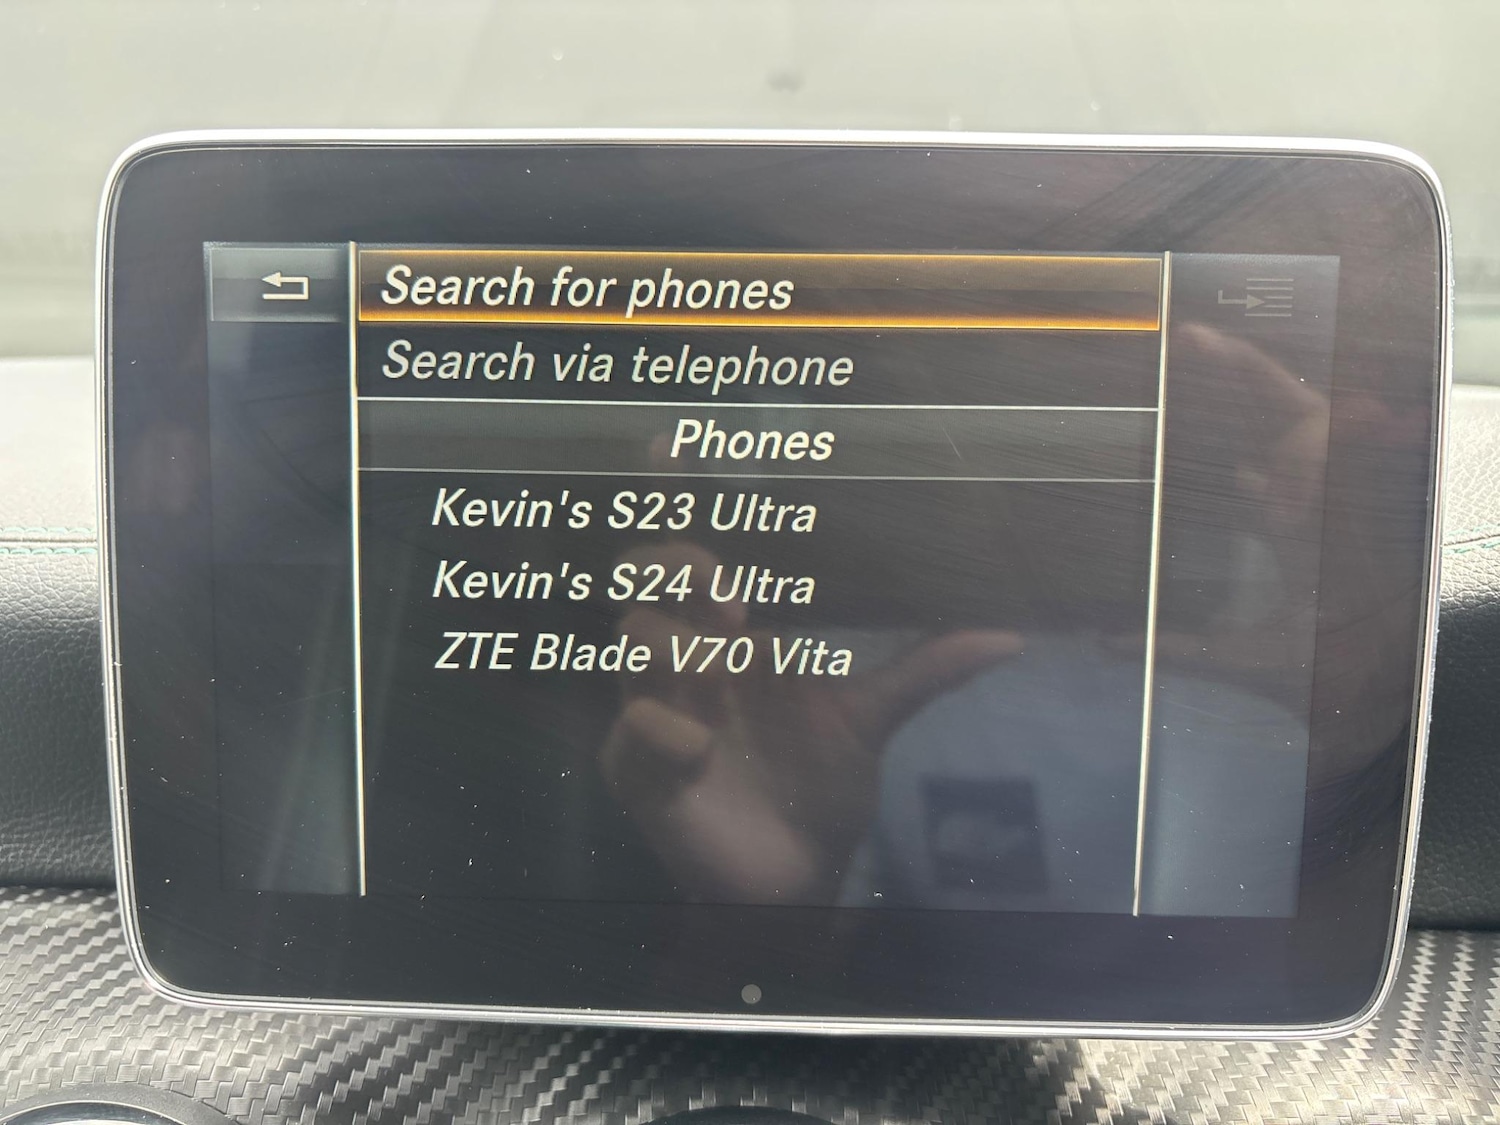 Search for phones
Search via telephone
Phones
Kevin's S23 Ultra
Kevin's S24 Ultra
ZTE Blade V70 Vita